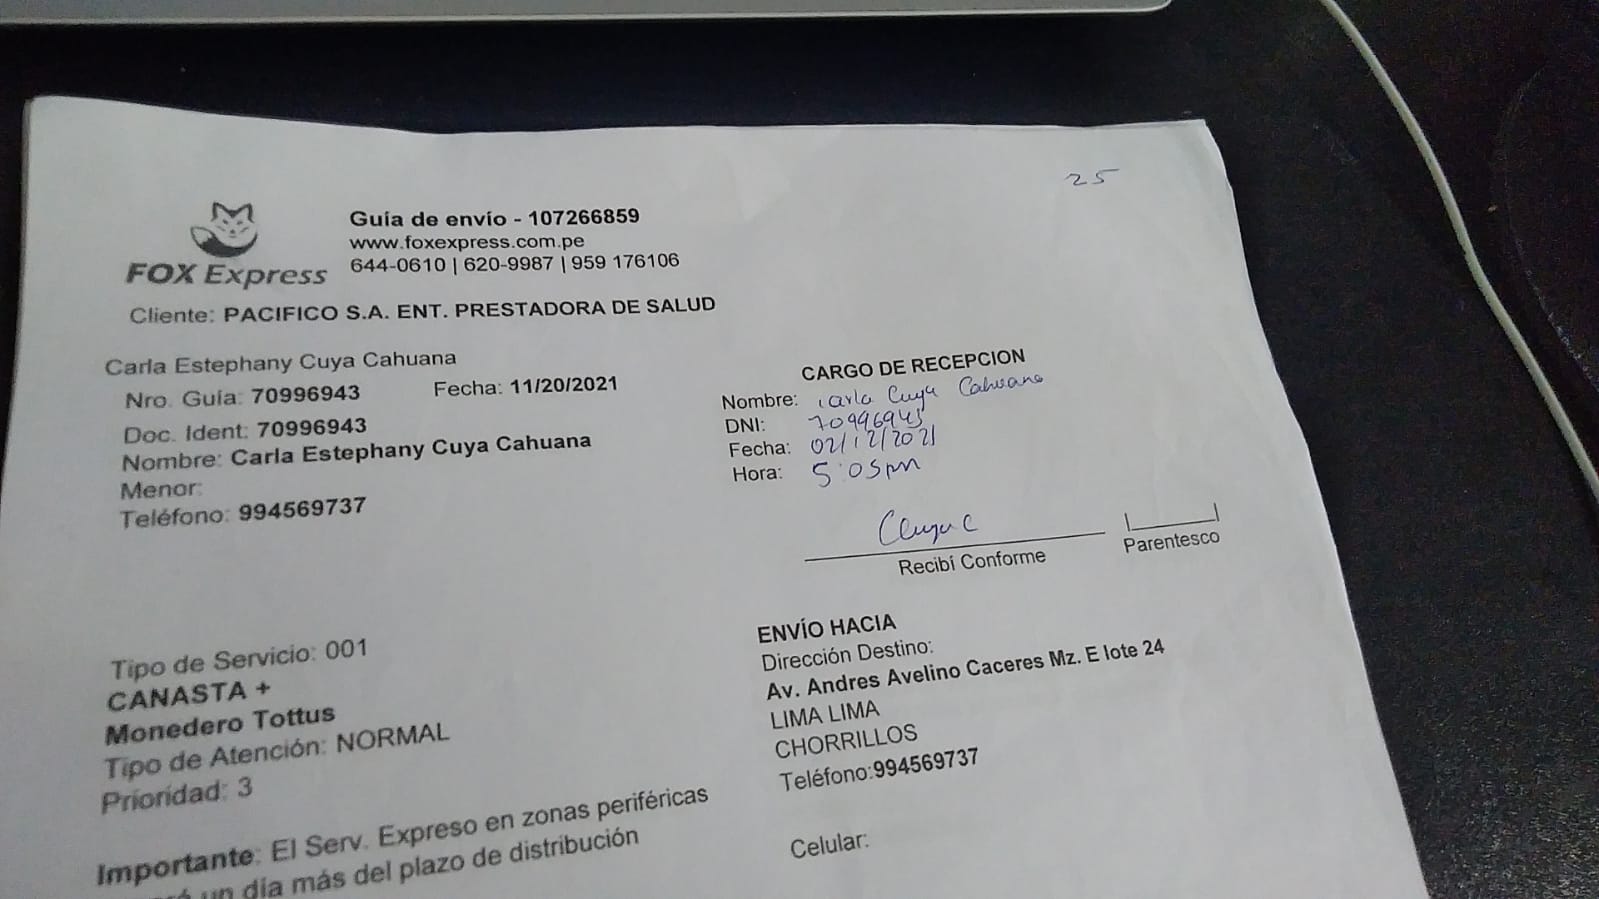 25
FOX Express
Guía de envío - 107266859
www.foxexpress.com.pe
644-0610 | 620-9987 | 959 176106
Cliente: PACIFICO S.A. ENT. PRESTADORA DE SALUD
Carla Estephany Cuya Cahuana
Nro. Guía: 70996943 Fecha: 11/20/2021
Doc. Ident: 70996943
Nombre: Carla Estephany Cuya Cahuana
Menor:
Teléfono: 994569737
CARGO DE RECEPCION
Nombre: Carla Cuya Cahuana
DNI: 70996943
Fecha: 02/12/2021
Hora: 5:05pm
Recibí Conforme
Parentesco
Tipo de Servicio: 001
CANASTA +
Monedero Tottus
Tipo de Atención: NORMAL
Prioridad: 3
Importante: El Serv. Expreso en zonas periféricas
un día más del plazo de distribución
ENVÍO HACIA
Dirección Destino:
Av. Andres Avelino Caceres Mz. E lote 24
LIMA LIMA
CHORRILLOS
Teléfono:994569737
Celular: